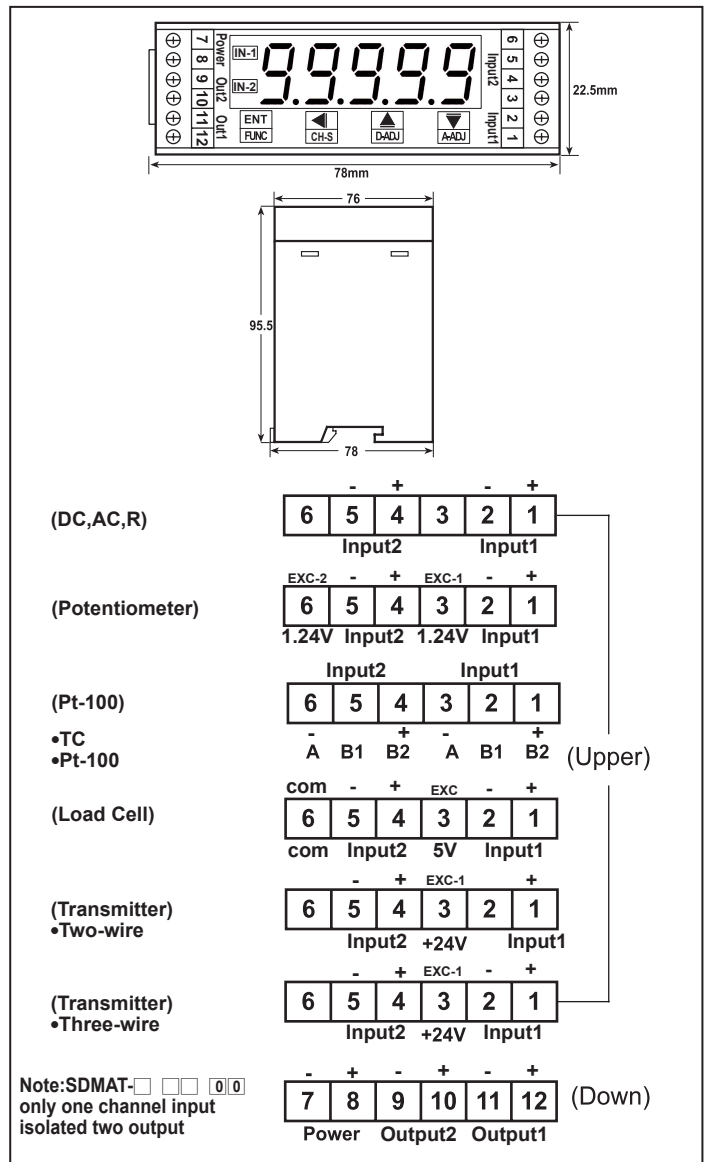 7 Power IN-1 9.9.9.9.9 6
8 Input2 5
9 Out2 IN-2 4
10 3
11 Out1 ENT Input1 2
12 FUNC CH-S D-ADJ A-ADJ 1
22.5mm
78mm
76
95.5
78
- + - +
(DC,AC,R) 6 5 4 3 2 1
Input2 Input1
EXC-2 - + EXC-1 - +
(Potentiometer) 6 5 4 3 2 1
1.24V Input2 1.24V Input1
Input2 Input1
(Pt-100) 6 5 4 3 2 1
•TC - + - +
•Pt-100 A B1 B2 A B1 B2 (Upper)
com - + EXC - +
(Load Cell) 6 5 4 3 2 1
com Input2 5V Input1
- + EXC-1 +
(Transmitter) 6 5 4 3 2 1
•Two-wire Input2 +24V Input1
- + EXC-1 - +
(Transmitter) 6 5 4 3 2 1
•Three-wire Input2 +24V Input1
- + - + - +
Note:SDMAT-□ □□ 00
only one channel input 7 8 9 10 11 12 (Down)
isolated two output Power Output2 Output1